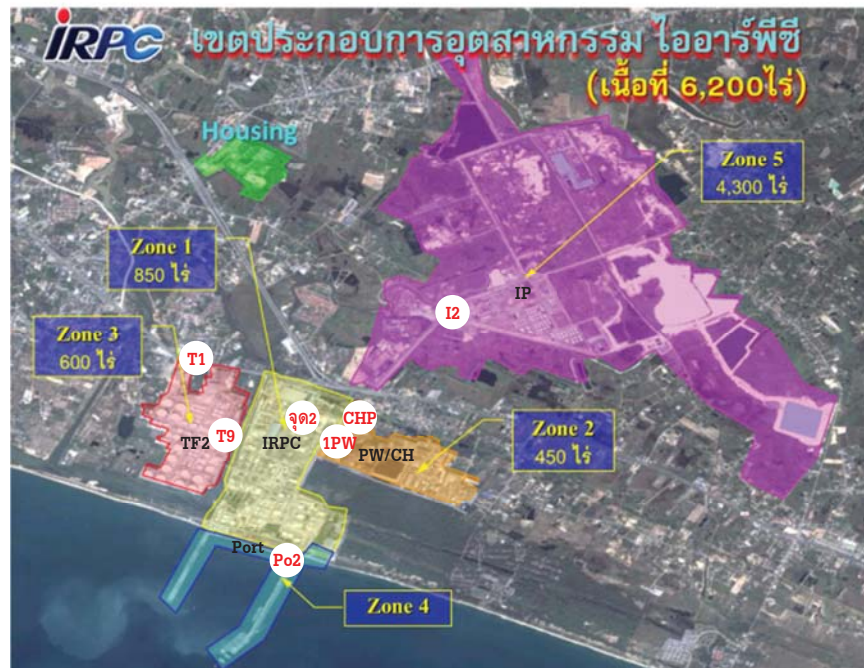 IRPC เขตประกอบการอุตสาหกรรม ไออาร์พีซี
(เนื้อที่ 6,200ไร่)
Housing
Zone 5
4,300 ไร่
Zone 1
850 ไร่
IP
I2
Zone 3
600 ไร่
T1
จุด2
CHP
T9
TF2
IRPC
1PW
PW/CH
Zone 2
450 ไร่
Port
Po2
Zone 4